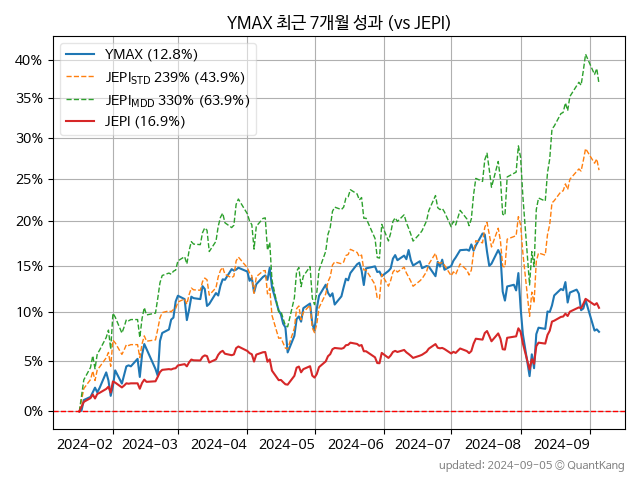 YMAX 최근 7개월 성과 (vs JEPI)
YMAX (12.8%)
JEPI_STD 239% (43.9%)
JEPI_MDD 330% (63.9%)
JEPI (16.9%)
40%
35%
30%
25%
20%
15%
10%
5%
0%
2024-02 2024-03 2024-04 2024-05 2024-06 2024-07 2024-08 2024-09
updated: 2024-09-05 © QuantKang